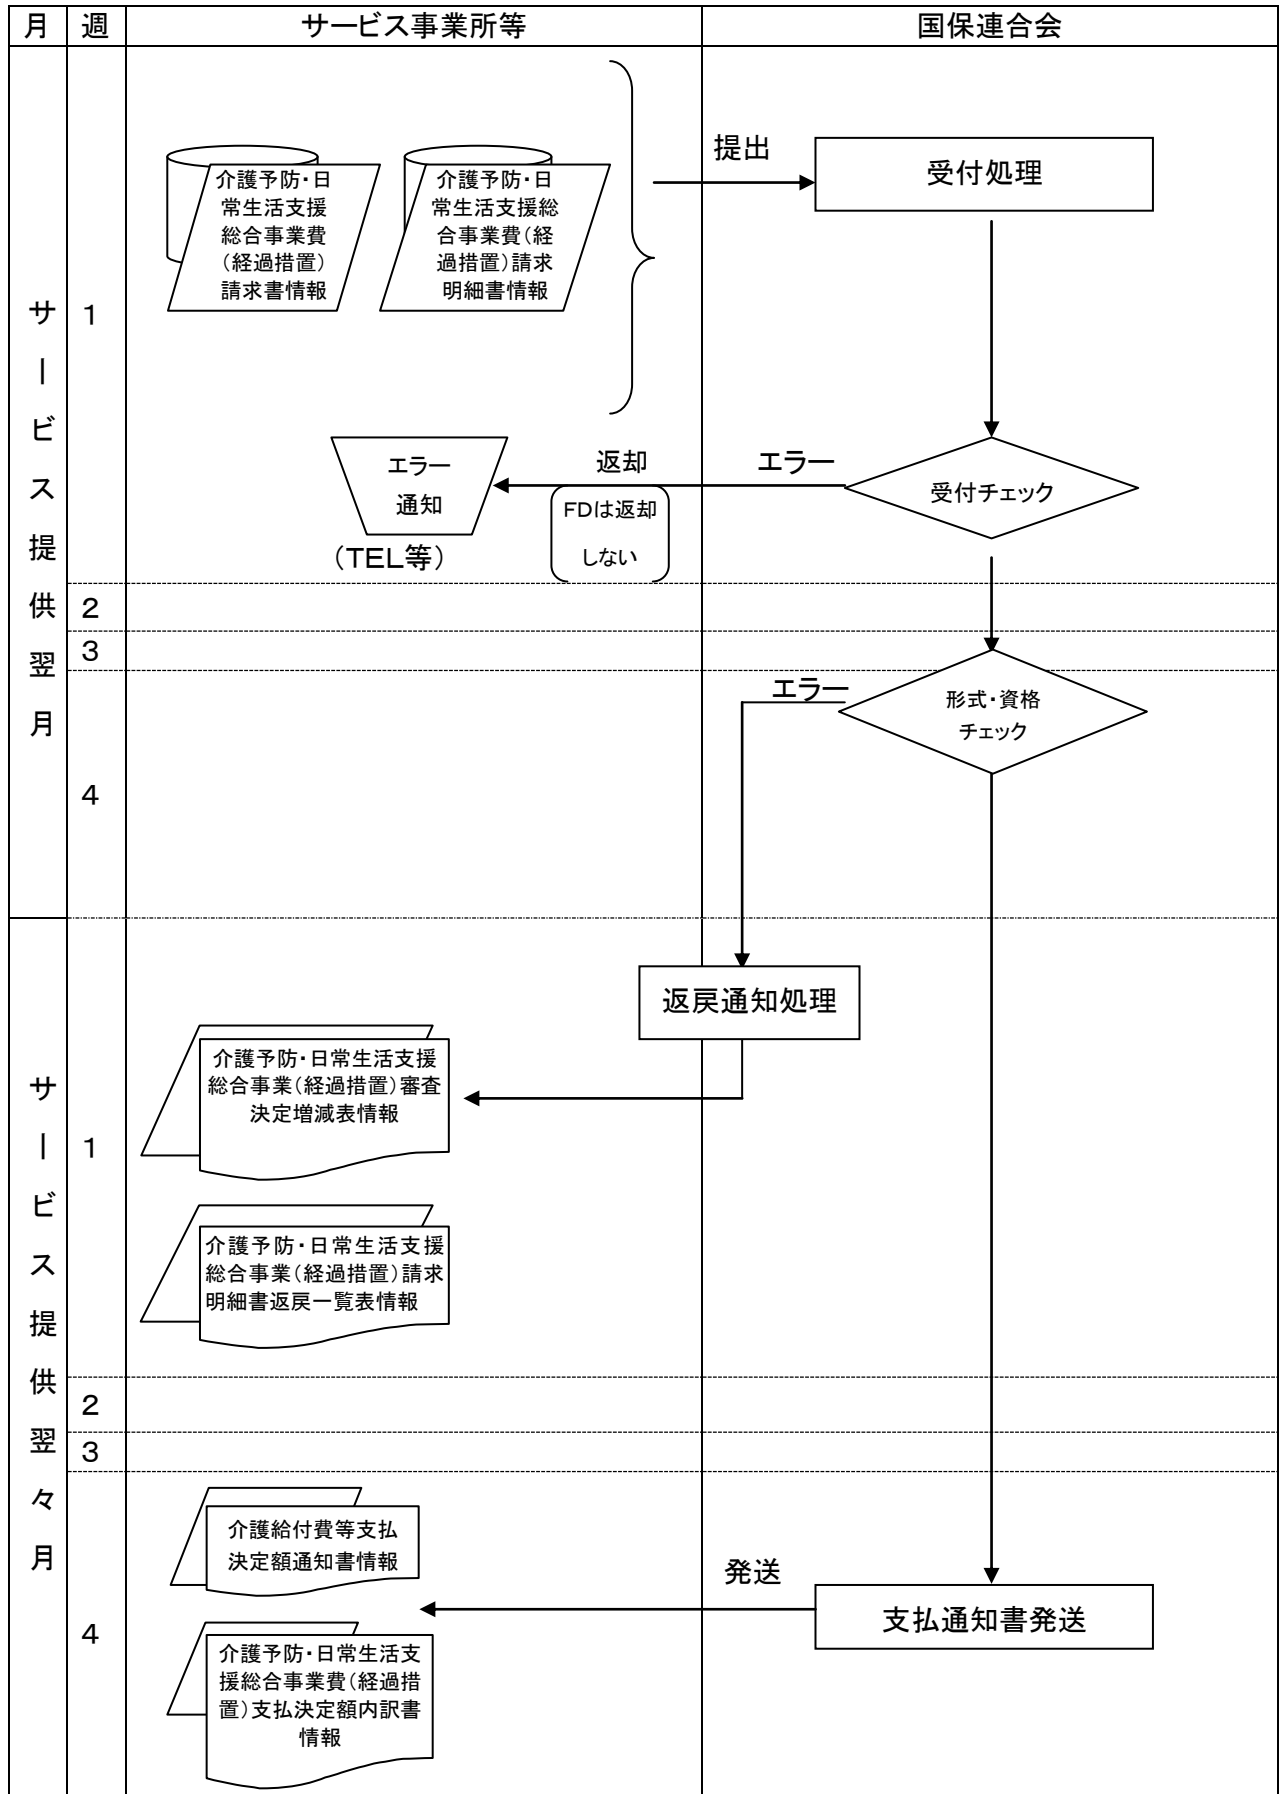 月 週 サービス事業所等 国保連合会
サービス提供翌月
1
介護予防・日
常生活支援
総合事業費
(経過措置)
請求書情報
介護予防・日
常生活支援総
合事業費(経
過措置)請求
明細書情報
提出
受付処理
エラー
通知
(TEL等)
返却
FDは返却
しない
エラー
受付チェック
2
3
4
エラー
形式・資格
チェック
サービス提供翌々月
1
返戻通知処理
介護予防・日常生活支援
総合事業(経過措置)審査
決定増減表情報
介護予防・日常生活支援
総合事業(経過措置)請求
明細書返戻一覧表情報
2
3
4
介護給付費等支払
決定額通知書情報
発送
支払通知書発送
介護予防・日常生活支
援総合事業費(経過措
置)支払決定額内訳書
情報